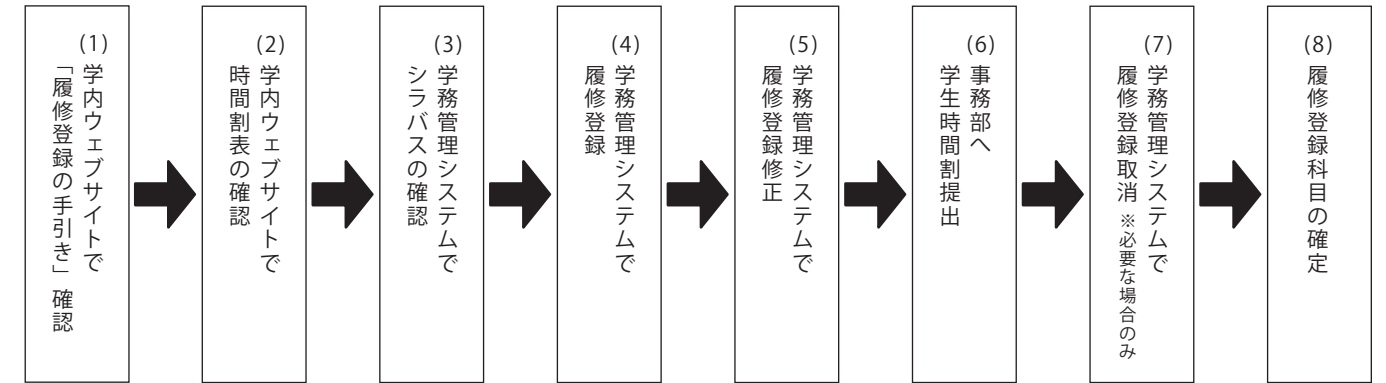 (1)
学内ウェブサイトで
「履修登録の手引き」確認
(2)
学内ウェブサイトで
時間割表の確認
(3)
学務管理システムで
シラバスの確認
(4)
学務管理システムで
履修登録
(5)
学務管理システムで
履修登録修正
(6)
事務部へ
学生時間割提出
(7)
学務管理システムで
履修登録取消 ※必要な場合のみ
(8)
履修登録科目の確定